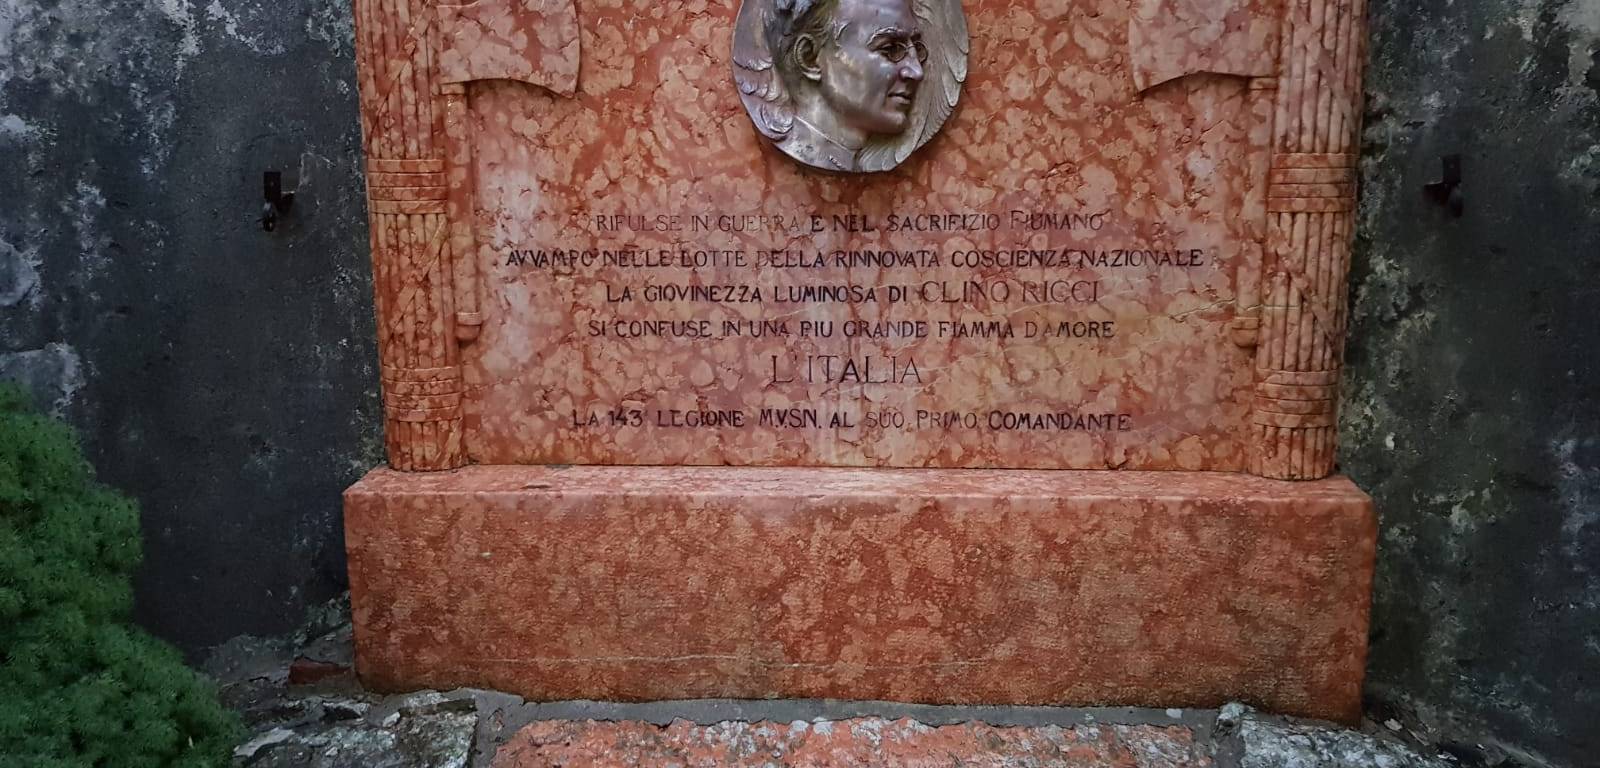 RIFULSE IN GUERRA E NEL SACRIFIZIO FIUMANO
AVVAMPO' NELLE LOTTE DELLA RINNOVATA COSCIENZA NAZIONALE
LA GIOVINEZZA LUMINOSA DI CLINO RICCI
SI CONFUSE IN UNA PIU GRANDE FIAMMA D'AMORE
L'ITALIA
LA 143ª LEGIONE M.V.S.N. AL SUO PRIMO COMANDANTE